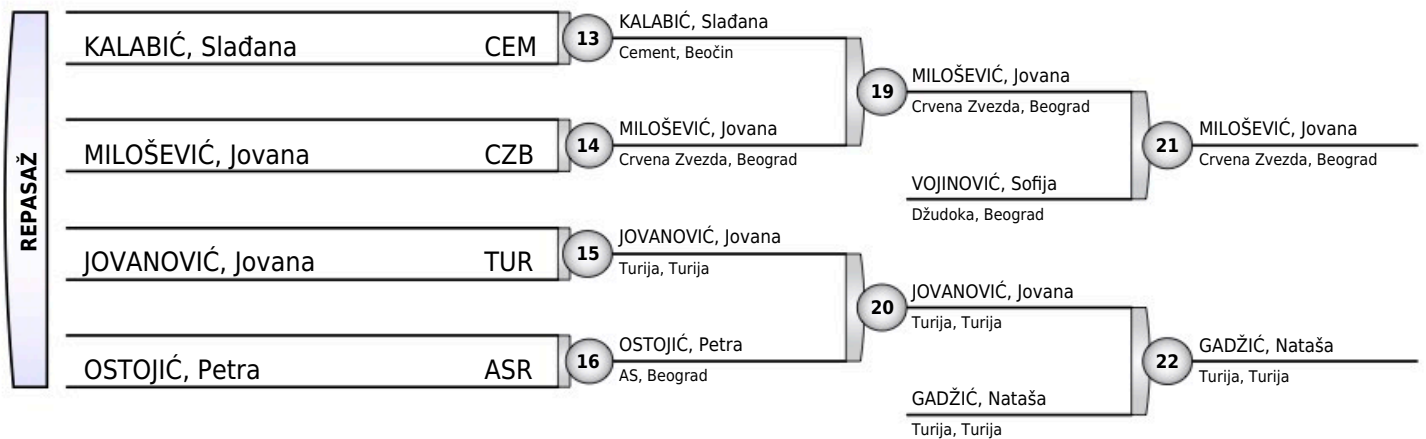 REPASAŽ
KALABIĆ, Slađana CEM
MILOŠEVIĆ, Jovana CZB
JOVANOVIĆ, Jovana TUR
OSTOJIĆ, Petra ASR
13
KALABIĆ, Slađana
Cement, Beočin
14
MILOŠEVIĆ, Jovana
Crvena Zvezda, Beograd
15
JOVANOVIĆ, Jovana
Turija, Turija
16
OSTOJIĆ, Petra
AS, Beograd
19
MILOŠEVIĆ, Jovana
Crvena Zvezda, Beograd
VOJINOVIĆ, Sofija
Džudoka, Beograd
20
JOVANOVIĆ, Jovana
Turija, Turija
GADŽIĆ, Nataša
Turija, Turija
21
MILOŠEVIĆ, Jovana
Crvena Zvezda, Beograd
22
GADŽIĆ, Nataša
Turija, Turija